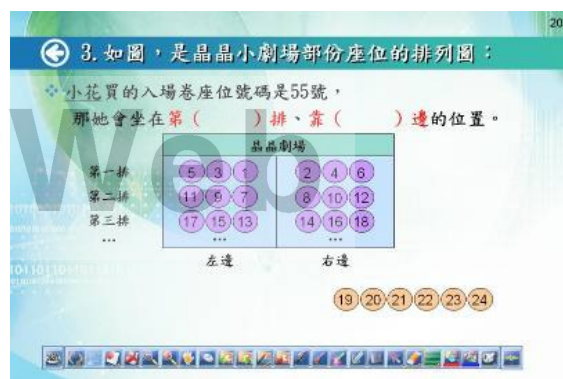 20
3. 如圖，是晶晶小劇場部份座位的排列圖：
小花買的入場卷座位號碼是55號，
那她會坐在第（　　）排、靠（　　）邊的位置。
晶晶劇場
第一排 5 3 1 2 4 6
第二排 11 9 7 8 10 12
第三排 17 15 13 14 16 18
... ... ...
左邊 右邊
19 20 21 22 23 24
Web